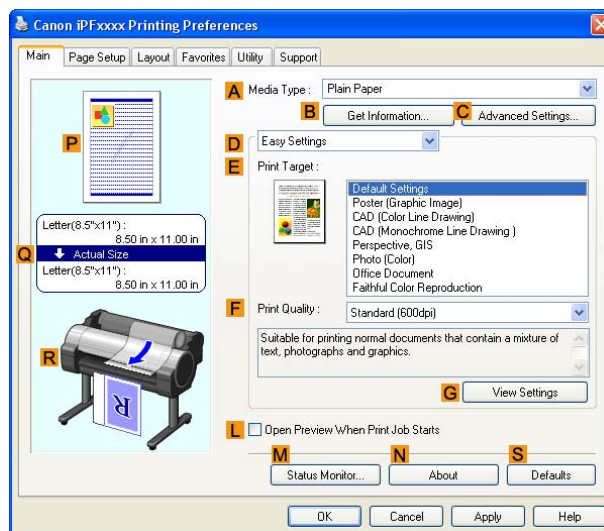 Canon iPFxxxx Printing Preferences
Main Page Setup Layout Favorites Utility Support
A Media Type : Plain Paper
B Get Information... C Advanced Settings...
D Easy Settings
E Print Target :
Default Settings
Poster (Graphic Image)
CAD (Color Line Drawing)
CAD (Monochrome Line Drawing )
Perspective, GIS
Photo (Color)
Office Document
Faithful Color Reproduction
F Print Quality : Standard (600dpi)
Suitable for printing normal documents that contain a mixture of
text, photographs and graphics.
G View Settings
P
Q
Letter(8.5"x11") :
8.50 in x 11.00 in
Actual Size
Letter(8.5"x11") :
8.50 in x 11.00 in
R
R
L Open Preview When Print Job Starts
M Status Monitor...
N About
S Defaults
OK Cancel Apply Help